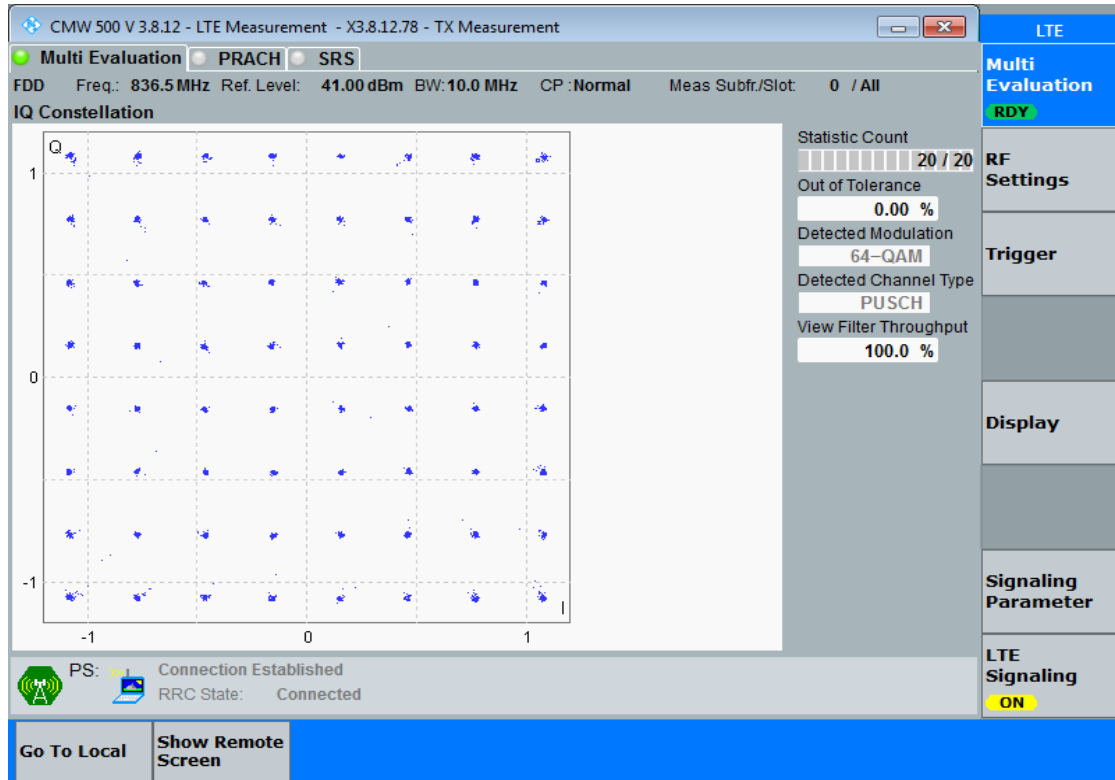 CMW 500 V 3.8.12 - LTE Measurement - X3.8.12.78 - TX Measurement
LTE
Multi Evaluation PRACH SRS
Multi
Evaluation
RDY
FDD Freq.: 836.5 MHz Ref. Level: 41.00 dBm BW: 10.0 MHz CP : Normal Meas Subfr./Slot: 0 / All
IQ Constellation
Q
1
0
-1
I
-1 0 1
Statistic Count
20 / 20
Out of Tolerance
0.00 %
Detected Modulation
64-QAM
Detected Channel Type
PUSCH
View Filter Throughput
100.0 %
RF
Settings
Trigger
Display
Signaling
Parameter
LTE
Signaling
ON
PS: Connection Established
RRC State: Connected
Go To Local
Show Remote
Screen